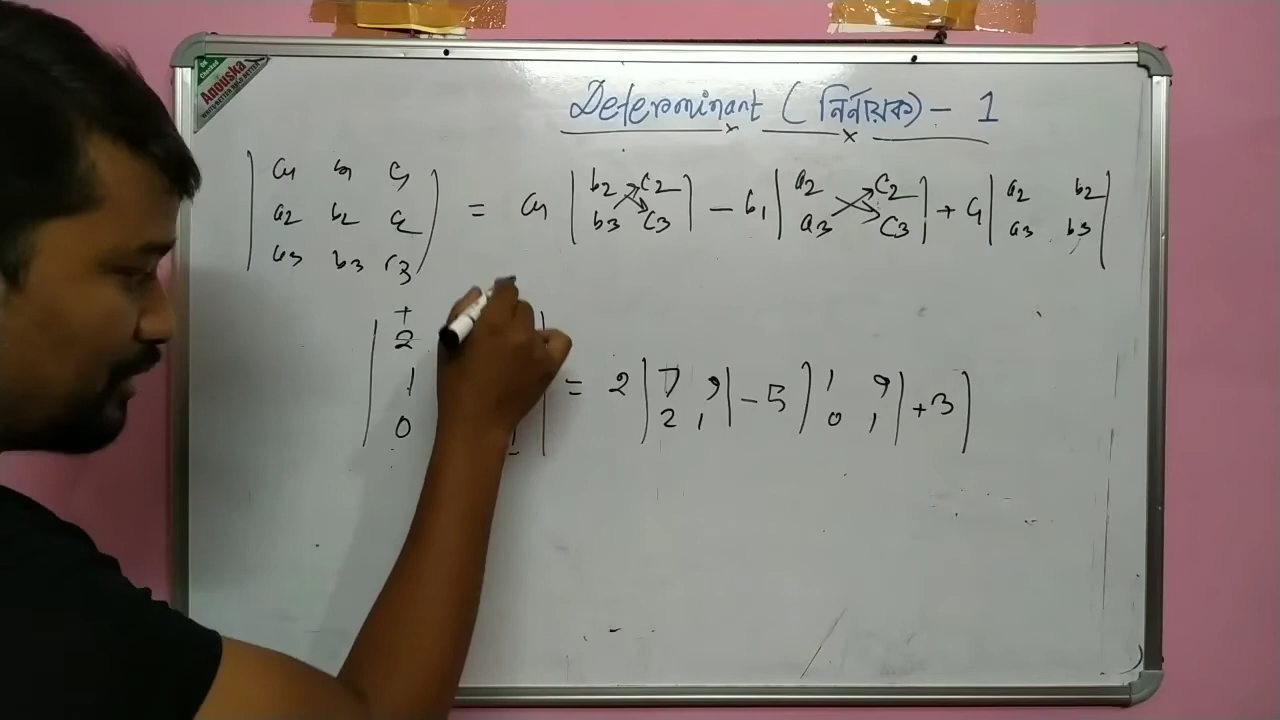 Anouska
Determinant (নির্ণায়ক) - 1
| a1 b1 c1 |
| a2 b2 c2 | = a1 | b2 c2 | - b1 | a2 c2 | + c1 | a2 b2 |
| a3 b3 c3 | | b3 c3 | | a3 c3 | | a3 b3 |
+
2
1 = 2 | 7 9 | - 5 | 1 9 | + 3 |
0 1 | 2 1 | | 0 1 |